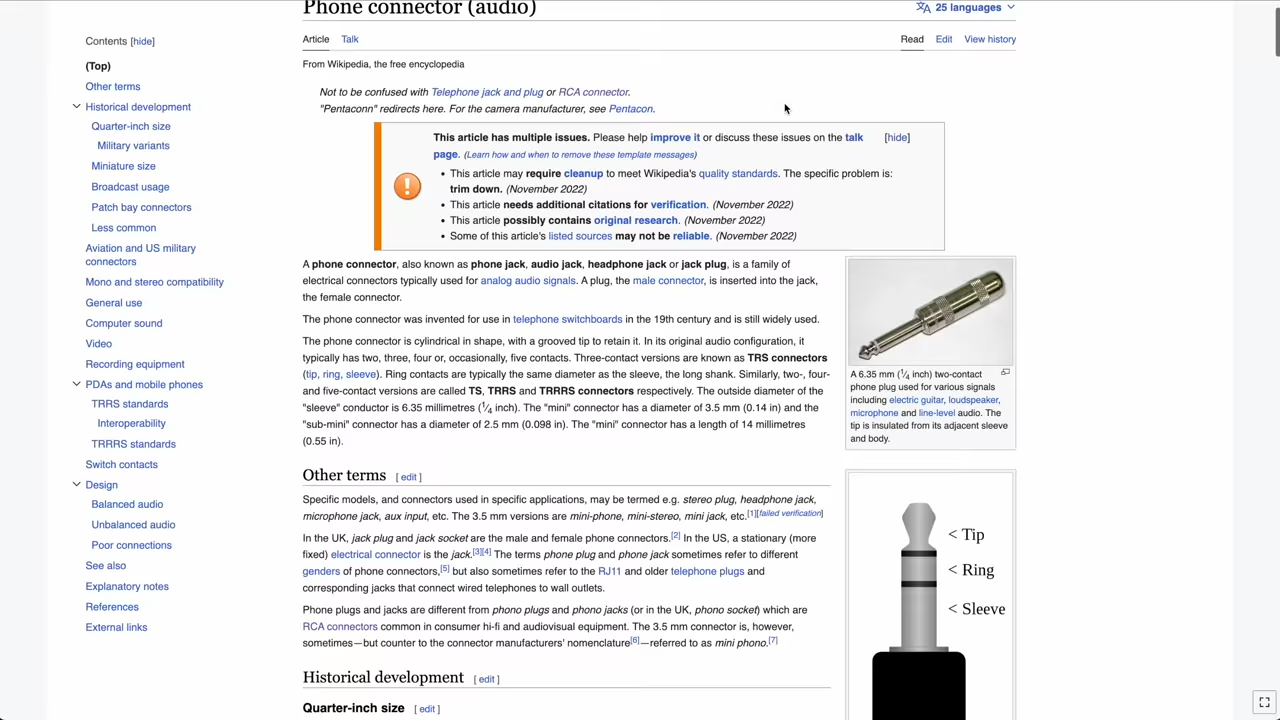 Phone connector (audio)
25 languages
Contents [hide]
(Top)
Other terms
Historical development
Quarter-inch size
Military variants
Miniature size
Broadcast usage
Patch bay connectors
Less common
Aviation and US military
connectors
Mono and stereo compatibility
General use
Computer sound
Video
Recording equipment
PDAs and mobile phones
TRRS standards
Interoperability
TRRRS standards
Switch contacts
Design
Balanced audio
Unbalanced audio
Poor connections
See also
Explanatory notes
References
External links
Article Talk
Read Edit View history
From Wikipedia, the free encyclopedia
Not to be confused with Telephone jack and plug or RCA connector.
"Pentaconn" redirects here. For the camera manufacturer, see Pentacon.
This article has multiple issues. Please help improve it or discuss these issues on the talk [hide]
page. (Learn how and when to remove these template messages)
• This article may require cleanup to meet Wikipedia's quality standards. The specific problem is:
trim down. (November 2022)
• This article needs additional citations for verification. (November 2022)
• This article possibly contains original research. (November 2022)
• Some of this article's listed sources may not be reliable. (November 2022)
A phone connector, also known as phone jack, audio jack, headphone jack or jack plug, is a family of
electrical connectors typically used for analog audio signals. A plug, the male connector, is inserted into the jack,
the female connector.
The phone connector was invented for use in telephone switchboards in the 19th century and is still widely used.
The phone connector is cylindrical in shape, with a grooved tip to retain it. In its original audio configuration, it
typically has two, three, four or, occasionally, five contacts. Three-contact versions are known as TRS connectors
(tip, ring, sleeve). Ring contacts are typically the same diameter as the sleeve, the long shank. Similarly, two-, four-
and five-contact versions are called TS, TRRS and TRRRS connectors respectively. The outside diameter of the
"sleeve" conductor is 6.35 millimetres (1⁄4 inch). The "mini" connector has a diameter of 3.5 mm (0.14 in) and the
"sub-mini" connector has a diameter of 2.5 mm (0.098 in). The "mini" connector has a length of 14 millimetres
(0.55 in).
A 6.35 mm (1⁄4 inch) two-contact
phone plug used for various signals
including electric guitar, loudspeaker,
microphone and line-level audio. The
tip is insulated from its adjacent sleeve
and body.
Other terms [ edit ]
Specific models, and connectors used in specific applications, may be termed e.g. stereo plug, headphone jack,
microphone jack, aux input, etc. The 3.5 mm versions are mini-phone, mini-stereo, mini jack, etc.[1][failed verification]
In the UK, jack plug and jack socket are the male and female phone connectors.[2] In the US, a stationary (more
fixed) electrical connector is the jack.[3][4] The terms phone plug and phone jack sometimes refer to different
genders of phone connectors,[5] but also sometimes refer to the RJ11 and older telephone plugs and
corresponding jacks that connect wired telephones to wall outlets.
Phone plugs and jacks are different from phono plugs and phono jacks (or in the UK, phono socket) which are
RCA connectors common in consumer hi-fi and audiovisual equipment. The 3.5 mm connector is, however,
sometimes—but counter to the connector manufacturers' nomenclature[6]—referred to as mini phono.[7]
< Tip
< Ring
< Sleeve
Historical development [ edit ]
Quarter-inch size [ edit ]